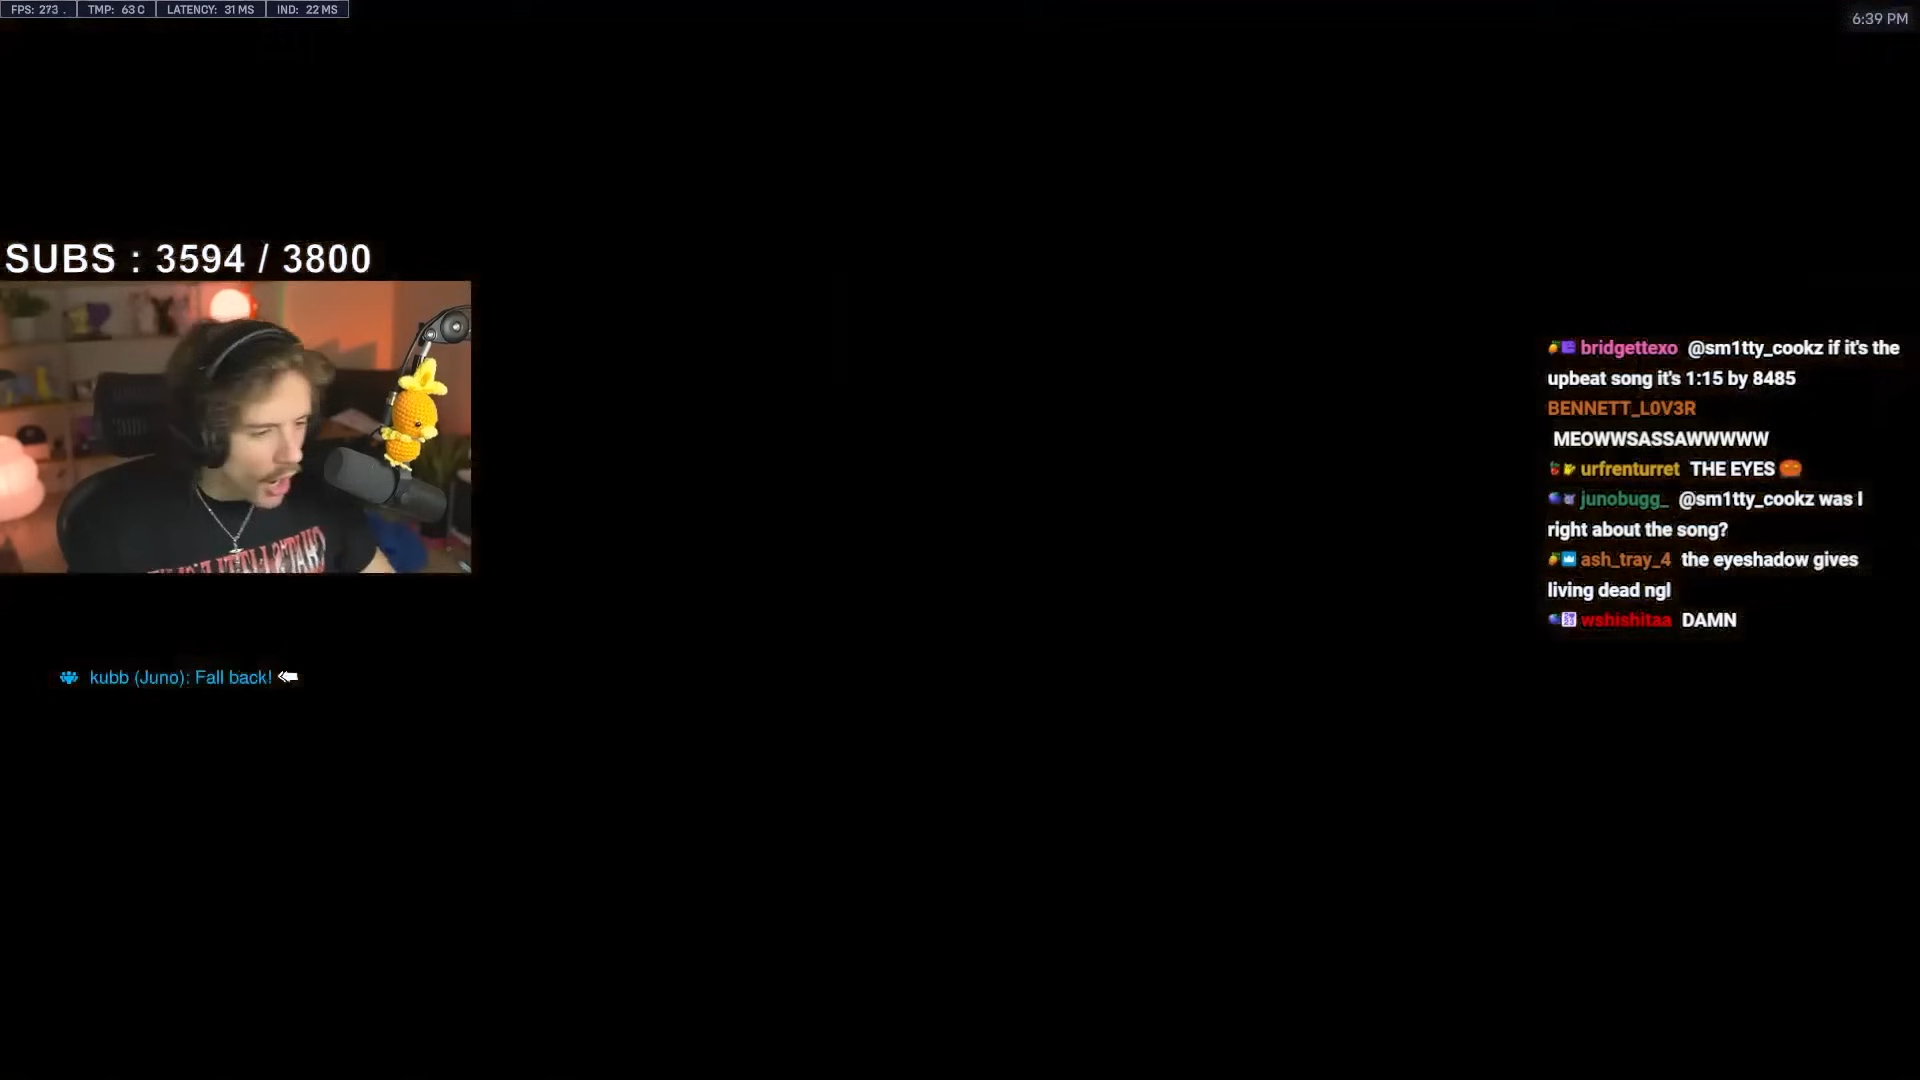 FPS: 273 . TMP: 63 C LATENCY: 31 MS IND: 22 MS
6:39 PM
SUBS : 3594 / 3800
kubb (Juno): Fall back!
bridgettexo @sm1tty_cookz if it's the
upbeat song it's 1:15 by 8485
BENNETT_L0V3R
MEOWWSASSAWWWWW
urfrenturret THE EYES
junobugg_ @sm1tty_cookz was I
right about the song?
ash_tray_4 the eyeshadow gives
living dead ngl
wshishitaa DAMN